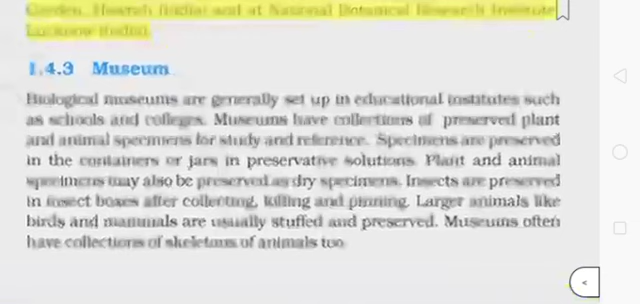 Garden, Howrah (India) and at National Botanical Research Institute,
Lucknow (India).
1.4.3 Museum
Biological museums are generally set up in educational institutes such
as schools and colleges. Museums have collections of preserved plant
and animal specimens for study and reference. Specimens are preserved
in the containers or jars in preservative solutions. Plant and animal
specimens may also be preserved as dry specimens. Insects are preserved
in insect boxes after collecting, killing and pinning. Larger animals like
birds and mammals are usually stuffed and preserved. Museums often
have collections of skeletons of animals too.